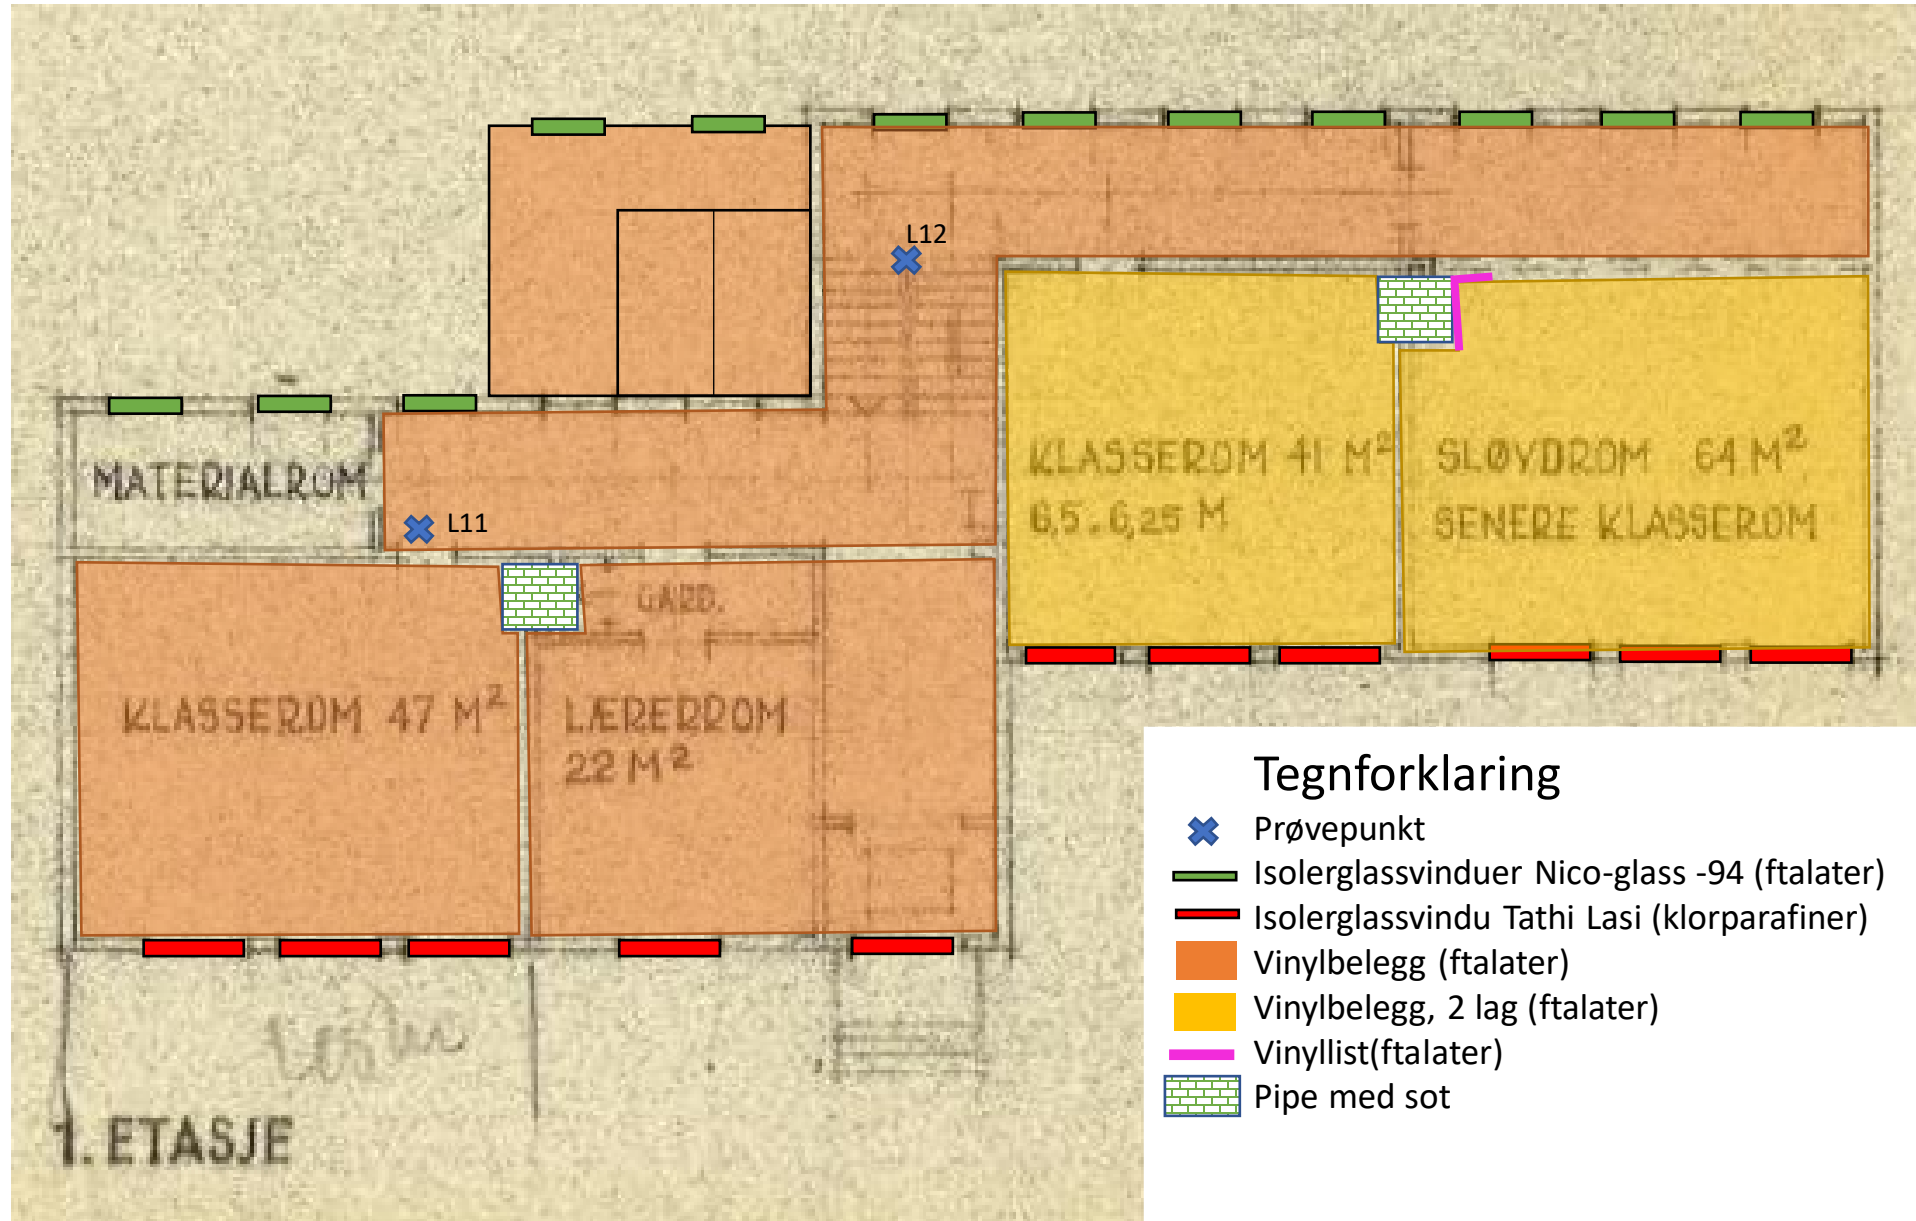 L12
L11
MATERIALROM
KLASSEROM 41 M²
6,5 · 6,25 M
SLØYDROM 64 M²
SENERE KLASSEROM
GARD.
KLASSEROM 47 M²
LÆRERROM
22 M²
1. ETASJE
Tegnforklaring
Prøvepunkt
Isolerglassvinduer Nico-glass -94 (ftalater)
Isolerglassvindu Tathi Lasi (klorparafiner)
Vinylbelegg (ftalater)
Vinylbelegg, 2 lag (ftalater)
Vinyllist(ftalater)
Pipe med sot